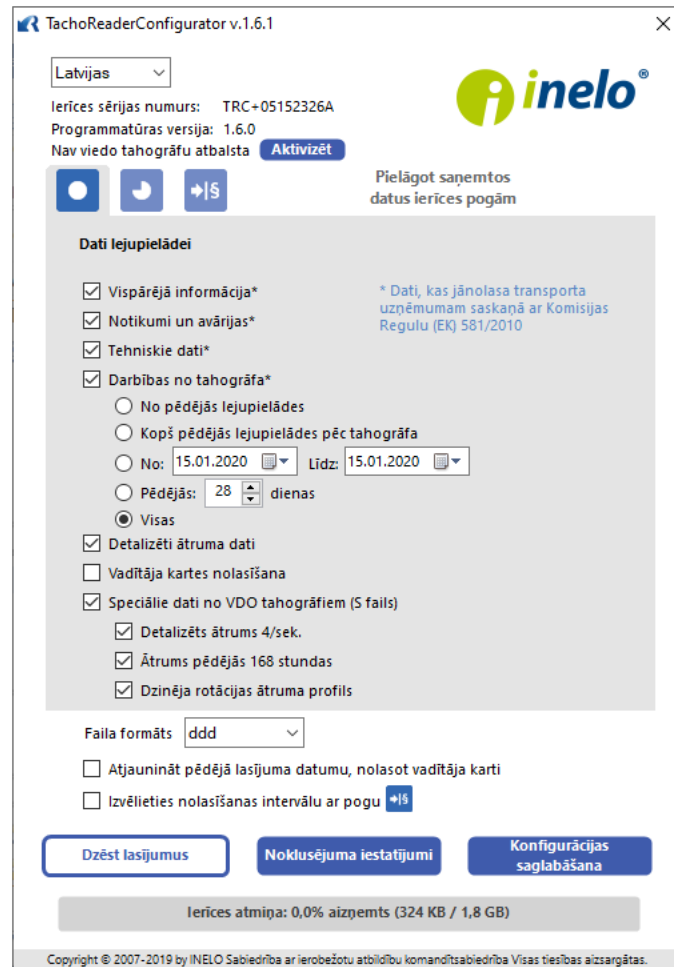 TachoReaderConfigurator v.1.6.1
Latvijas
inelo®
Ierīces sērijas numurs: TRC+05152326A
Programmatūras versija: 1.6.0
Nav viedo tahogrāfu atbalsta Aktivizēt
Pielāgot saņemtos
datus ierīces pogām
Dati lejupielādei
Vispārējā informācija*
* Dati, kas jānolasa transporta
uzņēmumam saskaņā ar Komisijas
Regulu (EK) 581/2010
Notikumi un avārijas*
Tehniskie dati*
Darbības no tahogrāfa*
No pēdējās lejupielādes
Kopš pēdējās lejupielādes pēc tahogrāfa
No: 15.01.2020 Līdz: 15.01.2020
Pēdējās: 28 dienas
Visas
Detalizēti ātruma dati
Vadītāja kartes nolasīšana
Speciālie dati no VDO tahogrāfiem (S fails)
Detalizēts ātrums 4/sek.
Ātrums pēdējās 168 stundas
Dzinēja rotācijas ātruma profils
Faila formāts ddd
Atjaunināt pēdējā lasījuma datumu, nolasot vadītāja karti
Izvēlieties nolasīšanas intervālu ar pogu
Dzēst lasījumus
Noklusējuma iestatījumi
Konfigurācijas
saglabāšana
Ierīces atmiņa: 0,0% aizņemts (324 KB / 1,8 GB)
Copyright © 2007-2019 by INELO Sabiedrība ar ierobežotu atbildību komandītsabiedrība Visas tiesības aizsargātas.